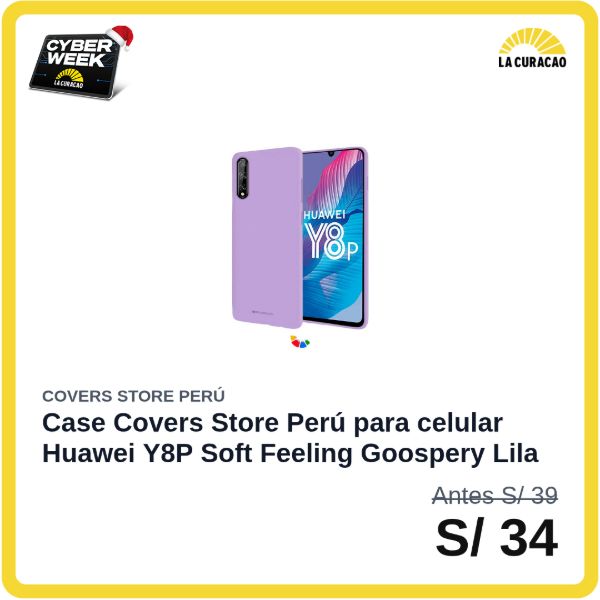 CYBER
WEEK
LA CURACAO
LA CURACAO
HUAWEI
Y8P
COVERS STORE PERÚ
Case Covers Store Perú para celular
Huawei Y8P Soft Feeling Goospery Lila
Antes S/ 39
S/ 34